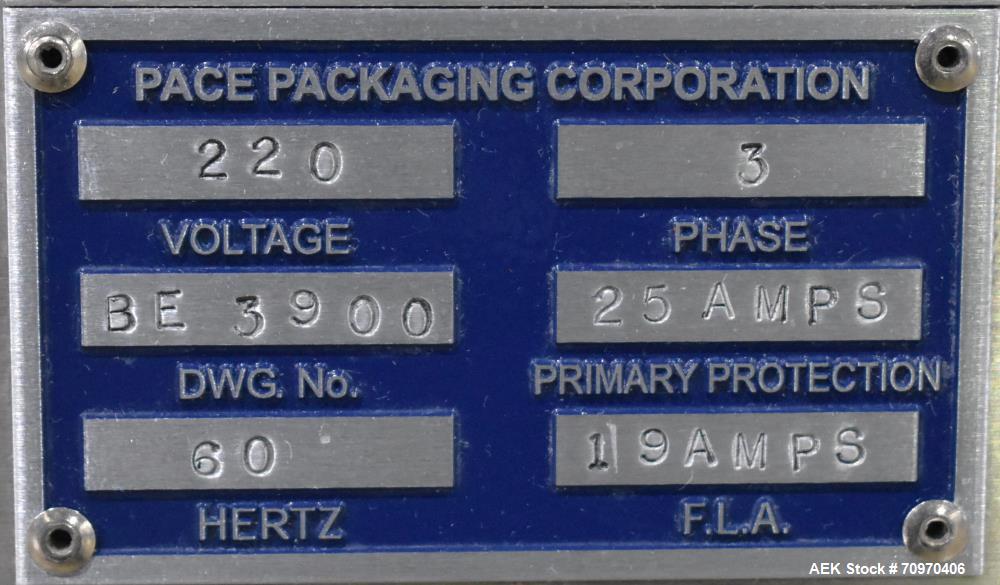 PACE PACKAGING CORPORATION
220 3
VOLTAGE PHASE
BE 3900 25 AMPS
DWG. No. PRIMARY PROTECTION
60 19AMPS
HERTZ F.L.A.
AEK Stock # 70970406